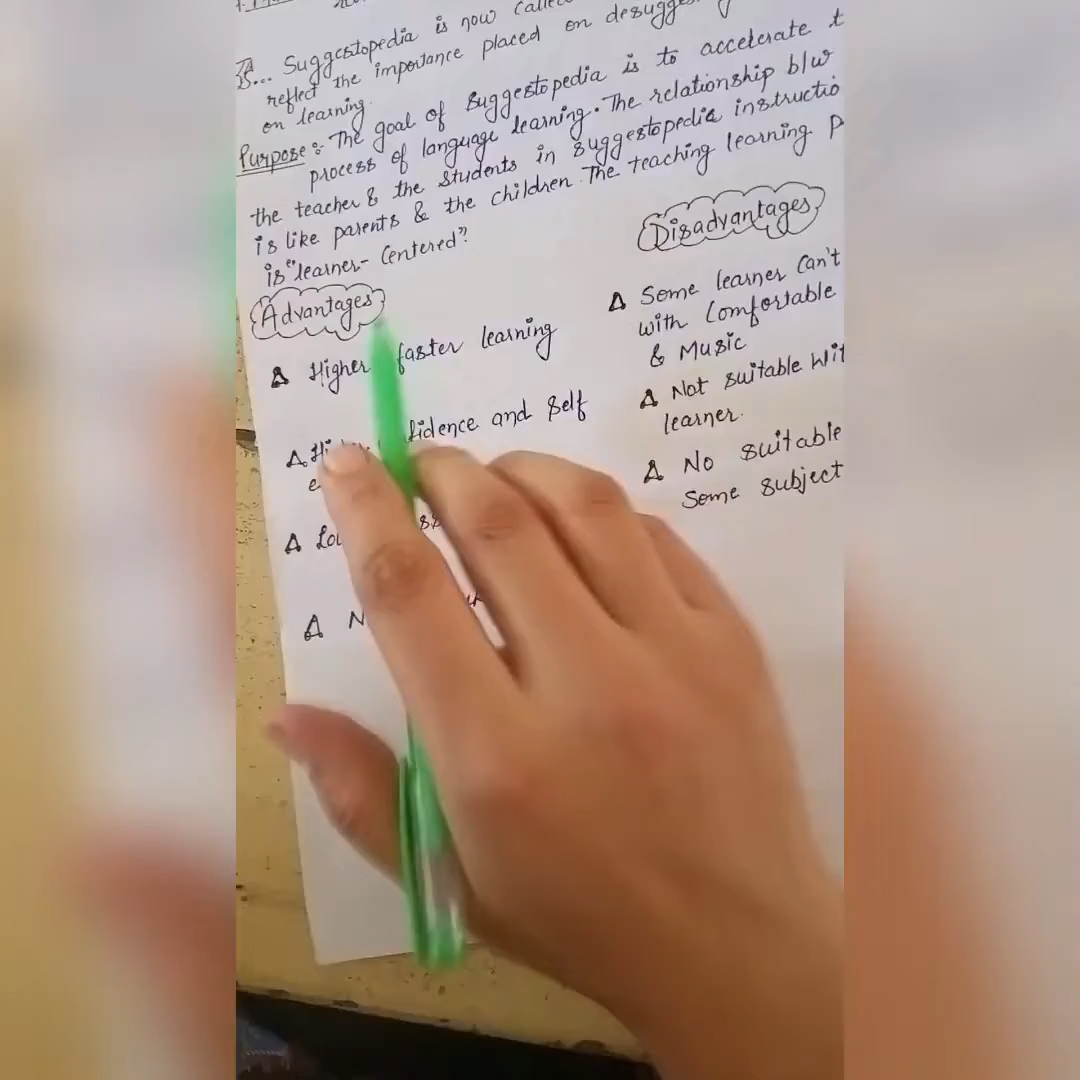 Suggestopedia is now called
reflect the importance placed on desugges
on learning.
Purpose: The goal of Suggestopedia is to accelerate t
process of language learning. The relationship b/w
the teacher & the students in suggestopedia instructio
is like parents & the children. The teaching learning P
is "learner-Centered"
Advantages
Higher faster learning
and Self
Disadvantages
Some learner Can't
with Comfortable
& Music
Not suitable wit
learner.
No suitable
Some subject